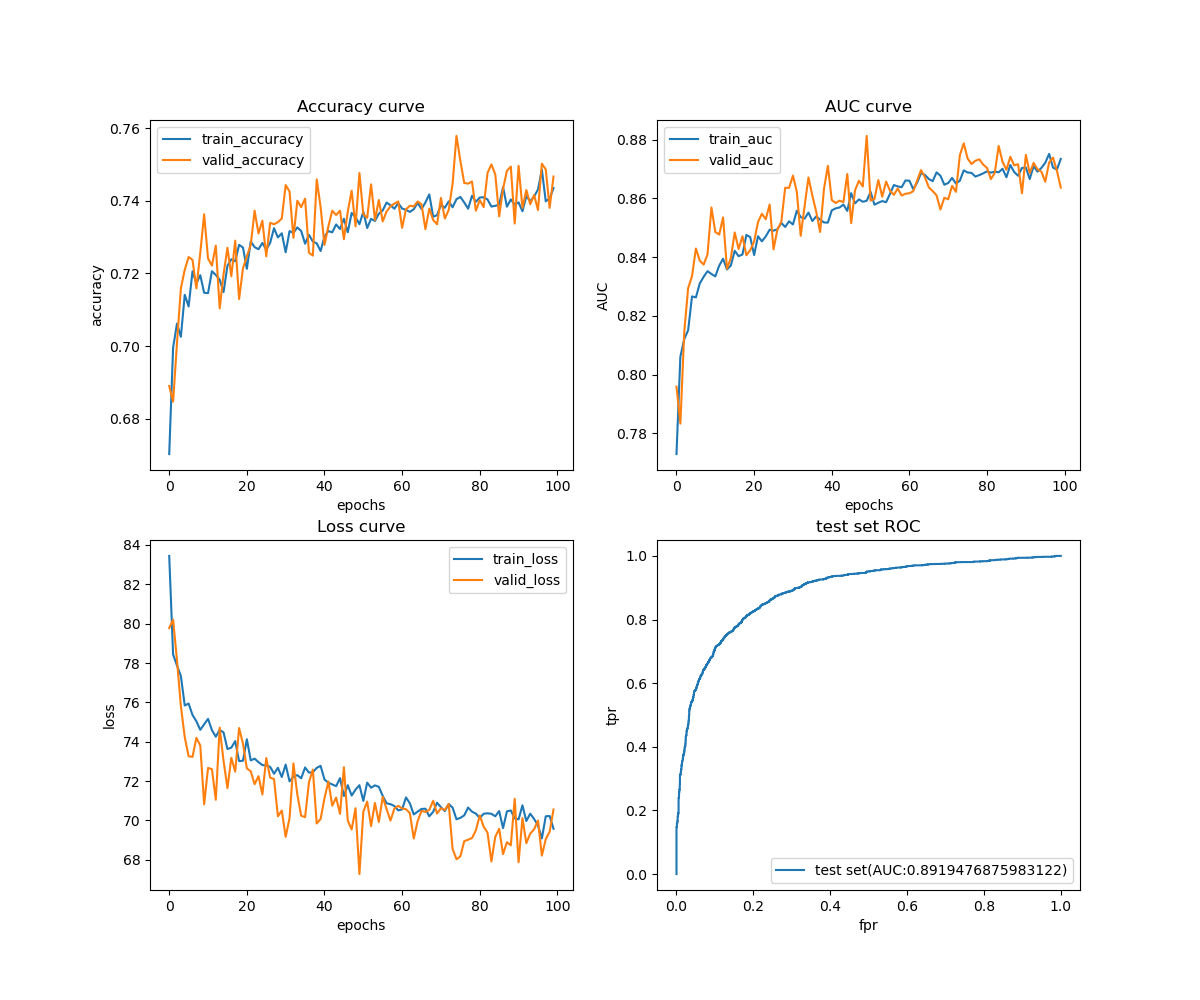 Accuracy curve
0.76
0.74
0.72
0.70
0.68
accuracy
train_accuracy
valid_accuracy
0 20 40 60 80 100
epochs
AUC curve
0.88
0.86
0.84
0.82
0.80
0.78
AUC
train_auc
valid_auc
0 20 40 60 80 100
epochs
Loss curve
84
82
80
78
76
74
72
70
68
loss
train_loss
valid_loss
0 20 40 60 80 100
epochs
test set ROC
1.0
0.8
0.6
0.4
0.2
0.0
tpr
test set(AUC:0.8919476875983122)
0.0 0.2 0.4 0.6 0.8 1.0
fpr